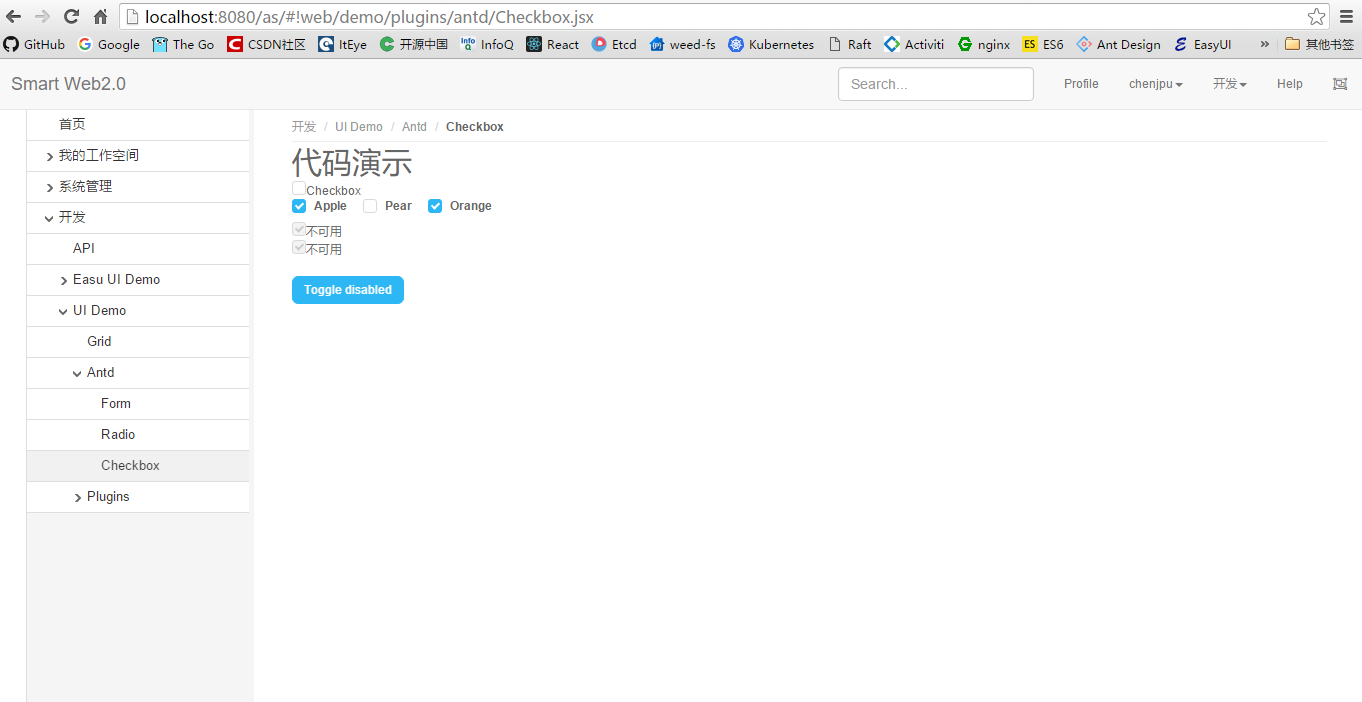 localhost:8080/as/#!web/demo/plugins/antd/Checkbox.jsx
GitHub Google The Go CSDN社区 ItEye 开源中国 InfoQ React Etcd weed-fs Kubernetes Raft Activiti nginx ES6 Ant Design EasyUI » 其他书签
Smart Web2.0 Search... Profile chenjpu 开发 Help
首页
我的工作空间
系统管理
开发
API
Easu UI Demo
UI Demo
Grid
Antd
Form
Radio
Checkbox
Plugins
开发 / UI Demo / Antd / Checkbox
代码演示
Checkbox
Apple Pear Orange
不可用
不可用
Toggle disabled